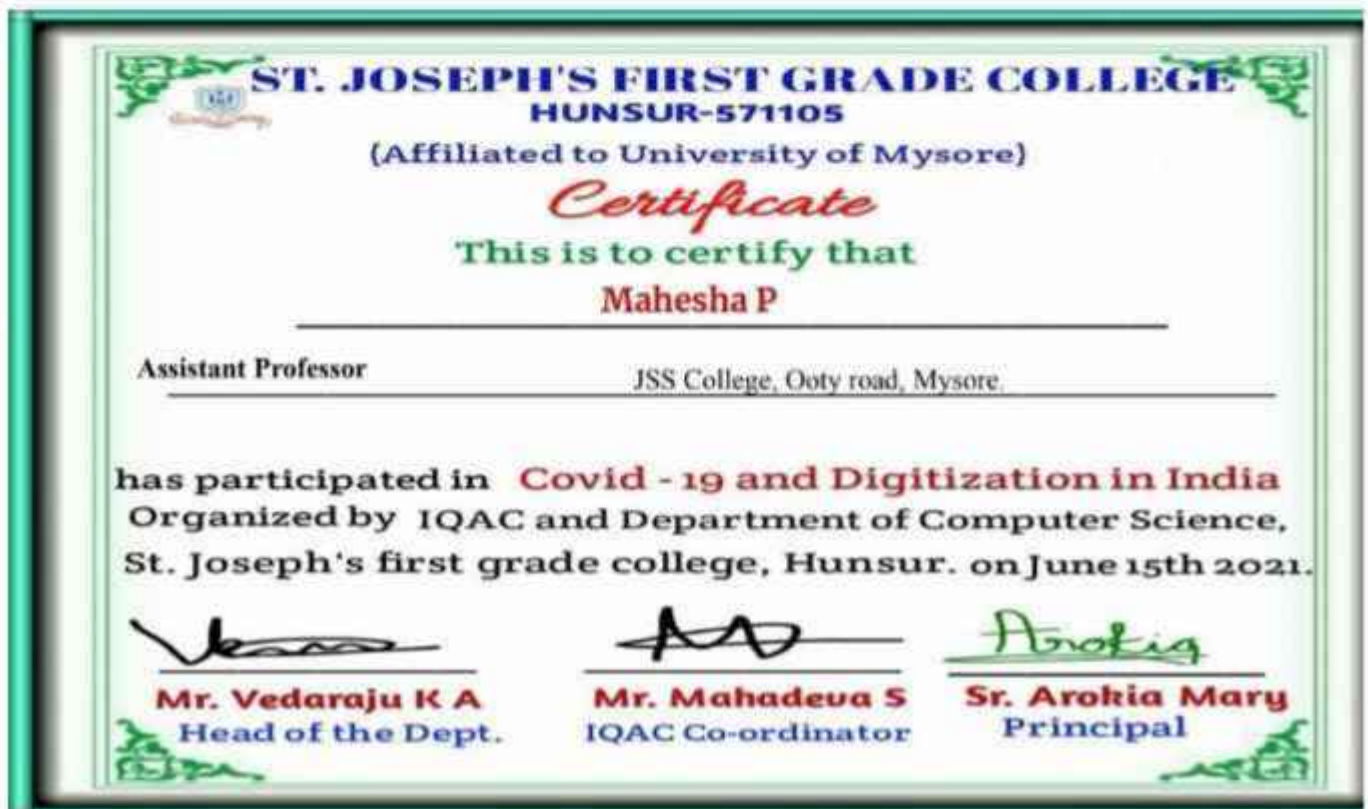 ST. JOSEPH'S FIRST GRADE COLLEGE
HUNSUR-571105
(Affiliated to University of Mysore)
Certificate
This is to certify that
Mahesha P
Assistant Professor JSS College, Ooty road, Mysore.
has participated in Covid - 19 and Digitization in India
Organized by IQAC and Department of Computer Science,
St. Joseph's first grade college, Hunsur. on June 15th 2021.
Arokia
Mr. Vedaraju K A Mr. Mahadeva S Sr. Arokia Mary
Head of the Dept. IQAC Co-ordinator Principal